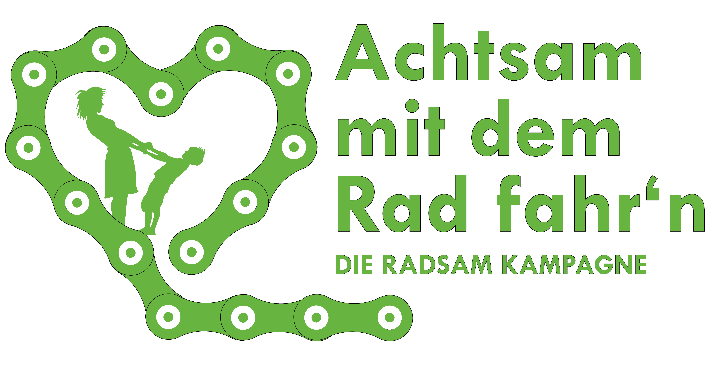 Achtsam
mit dem
Rad fahr‘n
DIE RADSAM KAMPAGNE